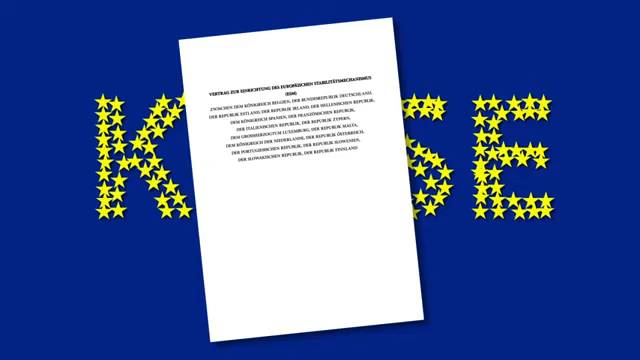 K SE
VERTRAG ZUR EINRICHTUNG DES EUROPÄISCHEN STABILITÄTSMECHANISMUS
(ESM)
ZWISCHEN DEM KÖNIGREICH BELGIEN, DER BUNDESREPUBLIK DEUTSCHLAND,
DER REPUBLIK ESTLAND, DER REPUBLIK IRLAND, DER HELLENISCHEN REPUBLIK,
DEM KÖNIGREICH SPANIEN, DER FRANZÖSISCHEN REPUBLIK,
DER ITALIENISCHEN REPUBLIK, DER REPUBLIK ZYPERN,
DEM GROSSHERZOGTUM LUXEMBURG, DER REPUBLIK MALTA,
DEM KÖNIGREICH DER NIEDERLANDE, DER REPUBLIK ÖSTERREICH,
DER PORTUGIESISCHEN REPUBLIK, DER REPUBLIK SLOWENIEN,
DER SLOWAKISCHEN REPUBLIK, DER REPUBLIK FINNLAND